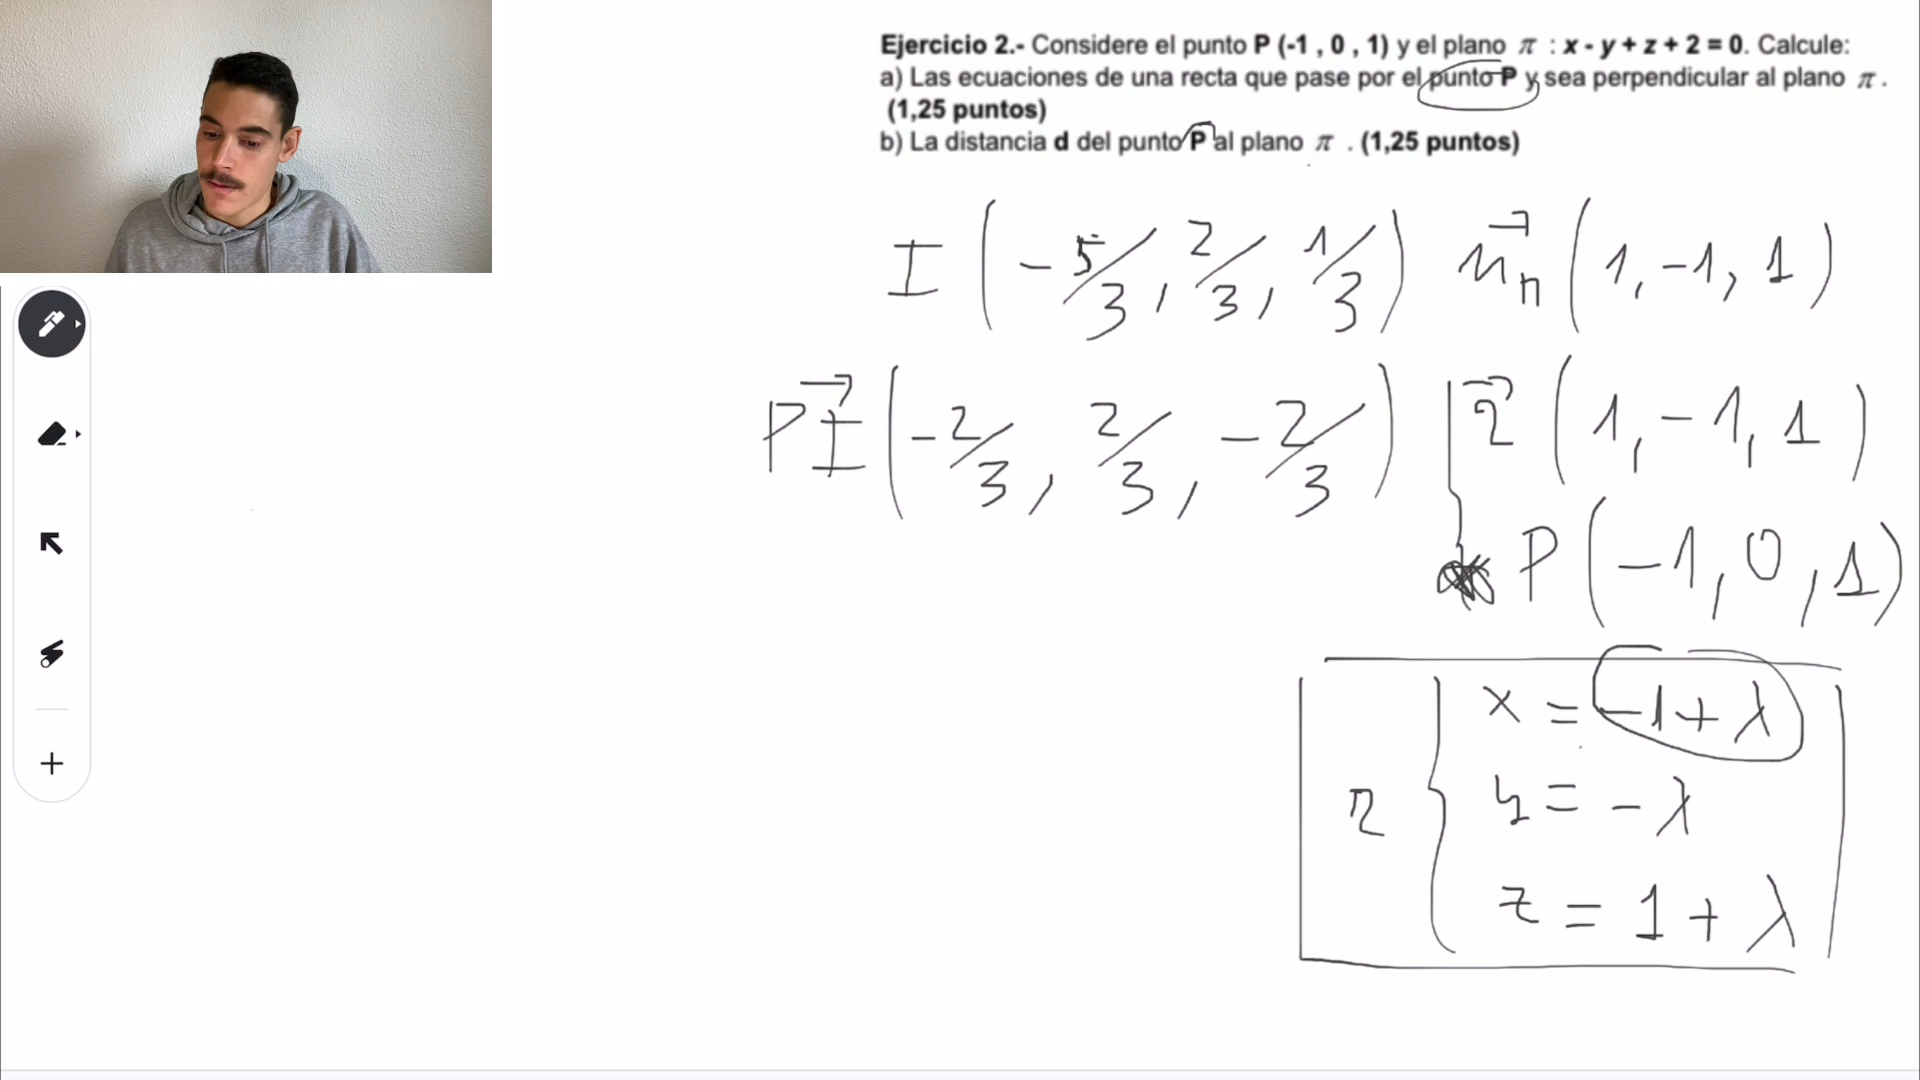 Ejercicio 2.- Considere el punto P (-1 , 0 , 1) y el plano π : x - y + z + 2 = 0. Calcule:
a) Las ecuaciones de una recta que pase por el punto P y sea perpendicular al plano π .
(1,25 puntos)
b) La distancia d del punto P al plano π . (1,25 puntos)
I (-5/3, 2/3, 1/3) n⃗π (1, -1, 1)
PI⃗ (-2/3, 2/3, -2/3) r⃗ (1, -1, 1)
P (-1, 0, 1)
x = -1 + λ
r { y = - λ
z = 1 + λ